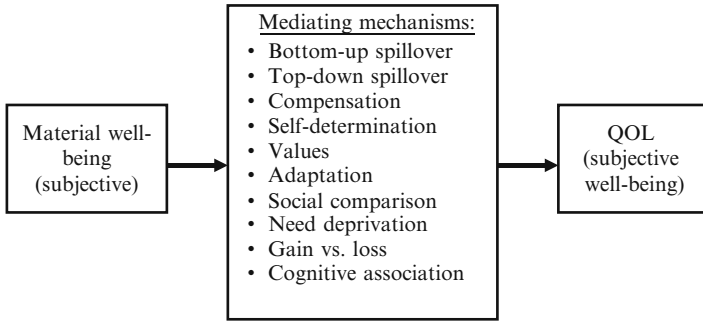 Material well-
being
(subjective)
Mediating mechanisms:
• Bottom-up spillover
• Top-down spillover
• Compensation
• Self-determination
• Values
• Adaptation
• Social comparison
• Need deprivation
• Gain vs. loss
• Cognitive association
QOL
(subjective
well-being)